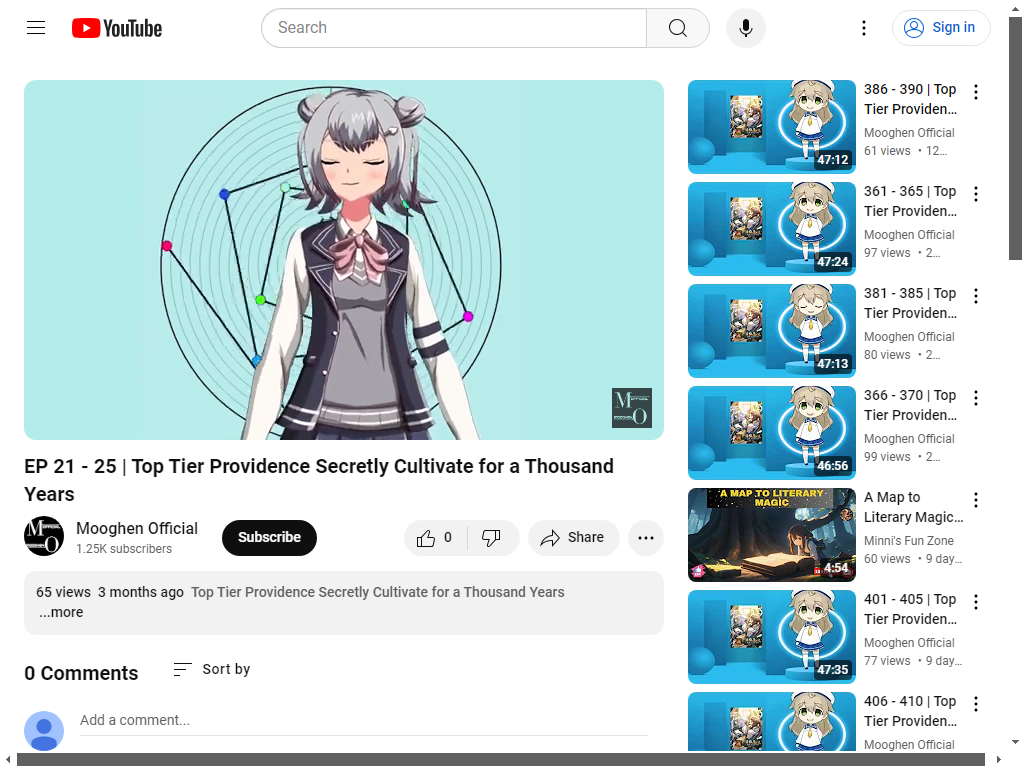 YouTube
Search
Sign in
EP 21 - 25 | Top Tier Providence Secretly Cultivate for a Thousand
Years
Mooghen Official
1.25K subscribers
Subscribe
0
Share
65 views 3 months ago Top Tier Providence Secretly Cultivate for a Thousand Years
...more
0 Comments
Sort by
Add a comment...
47:12
386 - 390 | Top
Tier Providen...
Mooghen Official
61 views • 12...
47:24
361 - 365 | Top
Tier Providen...
Mooghen Official
97 views • 2...
47:13
381 - 385 | Top
Tier Providen...
Mooghen Official
80 views • 2...
46:56
366 - 370 | Top
Tier Providen...
Mooghen Official
99 views • 2...
A MAP TO LITERARY
MAGIC
4:54
A Map to
Literary Magic...
Minni's Fun Zone
60 views • 9 day...
47:35
401 - 405 | Top
Tier Providen...
Mooghen Official
77 views • 9 day...
406 - 410 | Top
Tier Providen...
Mooghen Official